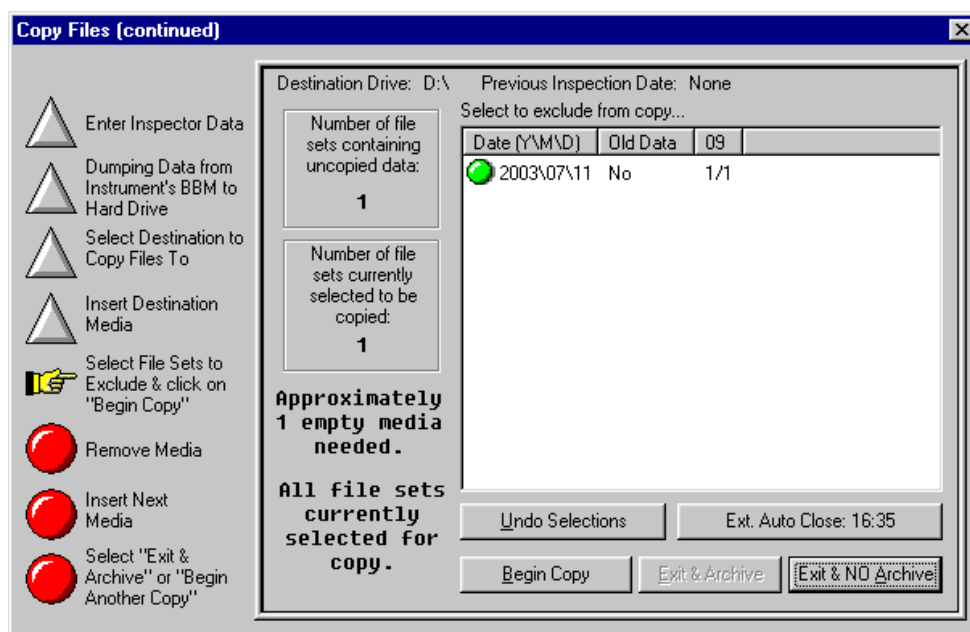 Copy Files (continued)
Enter Inspector Data
Dumping Data from
Instrument's BBM to
Hard Drive
Select Destination to
Copy Files To
Insert Destination
Media
Select File Sets to
Exclude & click on
"Begin Copy"
Remove Media
Insert Next
Media
Select "Exit &
Archive" or "Begin
Another Copy"
Destination Drive: D:\ Previous Inspection Date: None
Number of file
sets containing
uncopied data:
1
Number of file
sets currently
selected to be
copied:
1
Approximately
1 empty media
needed.
All file sets
currently
selected for
copy.
Select to exclude from copy...
Date (Y\M\D) Old Data 09
2003\07\11 No 1/1
Undo Selections Ext. Auto Close: 16:35
Begin Copy Exit & Archive Exit & NO Archive